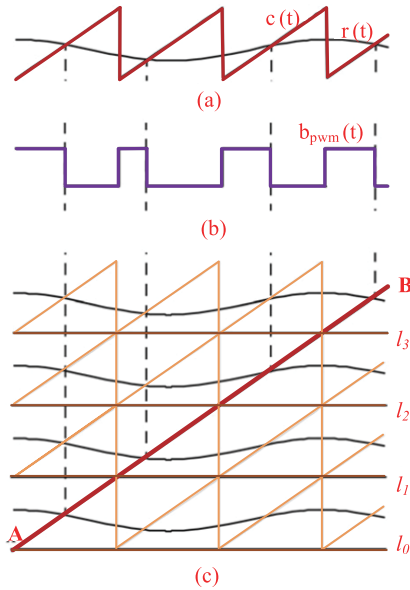 c (t)
r (t)
(a)
b_pwm (t)
(b)
B
l_3
l_2
l_1
A
l_0
(c)